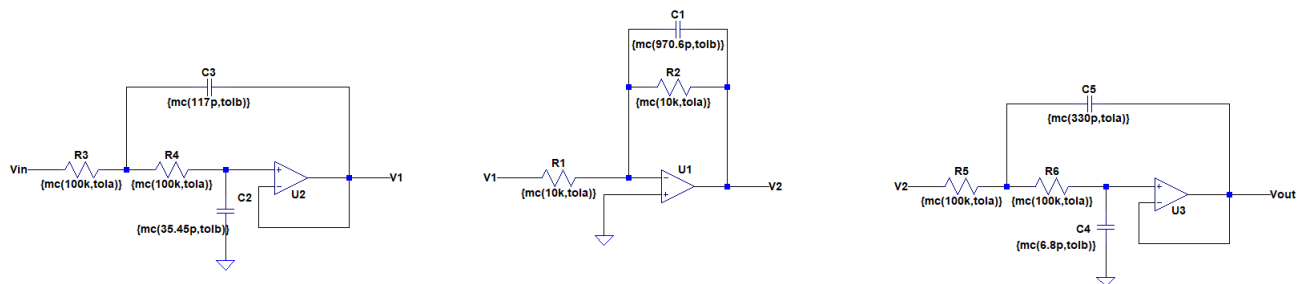 C3
{mc(117p,tolb)}
Vin
R3
{mc(100k,tola)}
R4
{mc(100k,tola)}
+
−
U2
V1
C2
{mc(35.45p,tolb)}
C1
{mc(970.6p,tolb)}
R2
{mc(10k,tola)}
V1
R1
{mc(10k,tola)}
−
+
U1
V2
C5
{mc(330p,tola)}
V2
R5
{mc(100k,tola)}
R6
{mc(100k,tola)}
+
−
U3
Vout
C4
{mc(6.8p,tolb)}